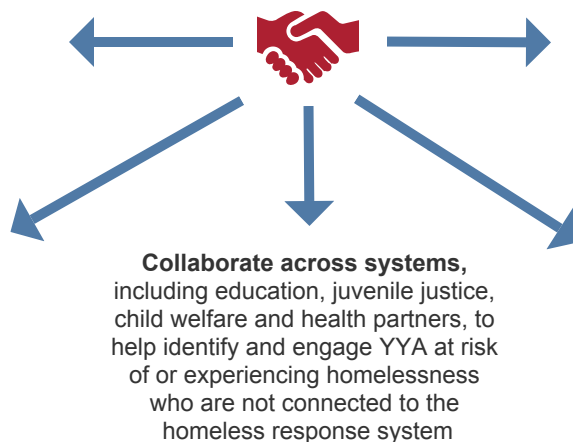 Collaborate across systems,
including education, juvenile justice,
child welfare and health partners, to
help identify and engage YYA at risk
of or experiencing homelessness
who are not connected to the
homeless response system